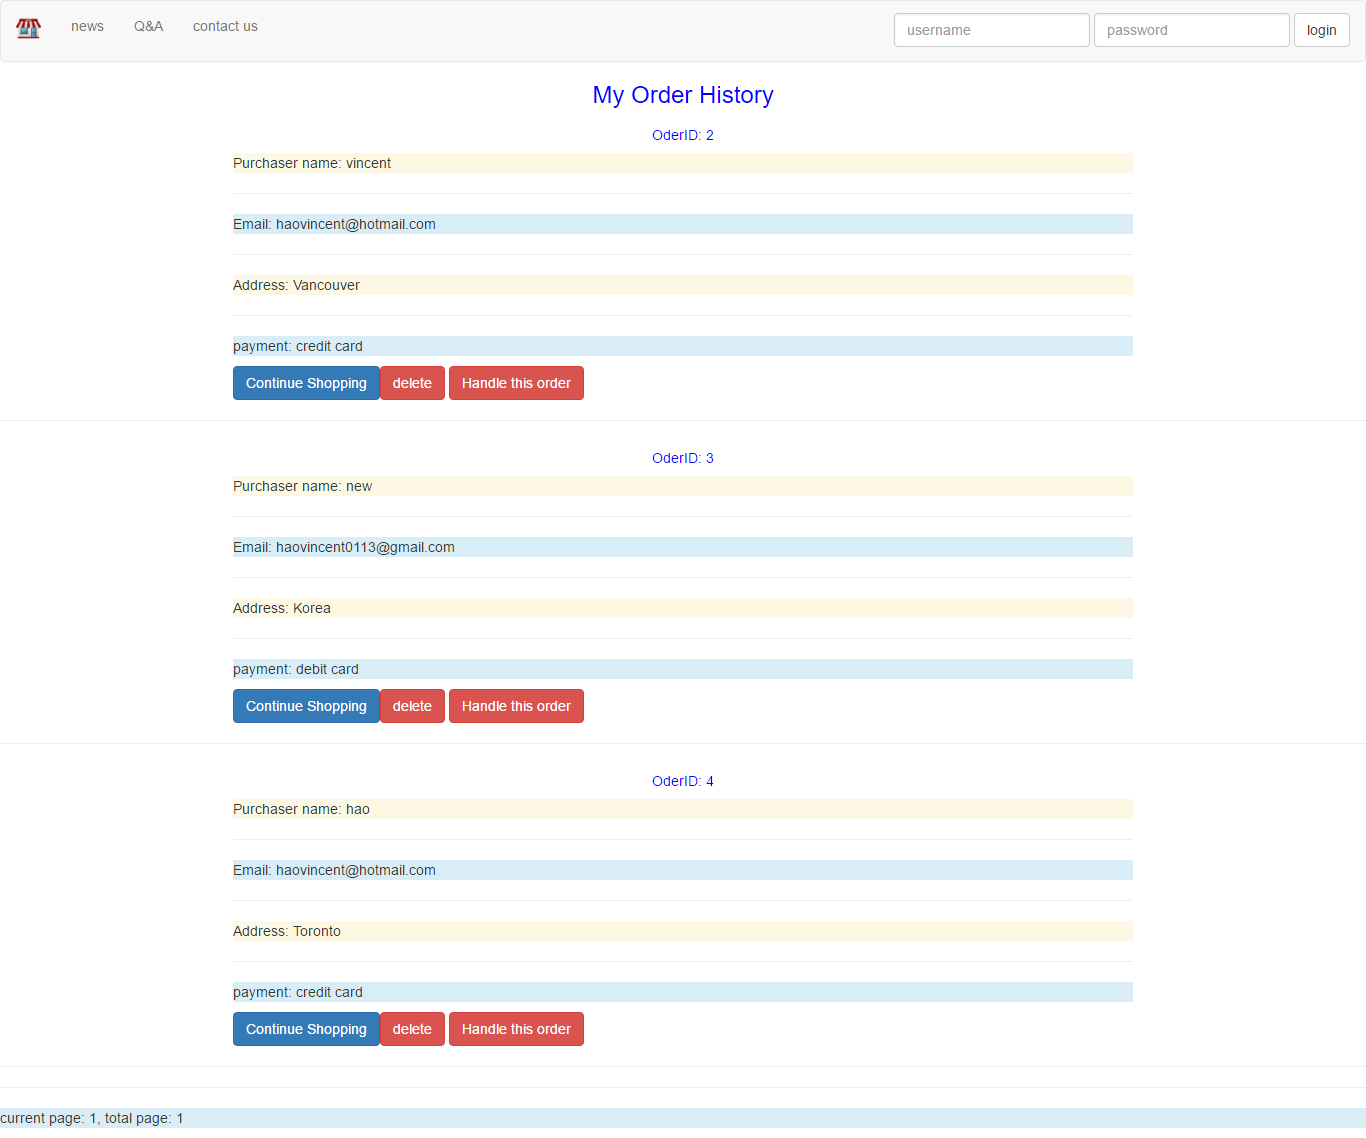 news Q&A contact us username password login
My Order History
OderID: 2
Purchaser name: vincent
Email: haovincent@hotmail.com
Address: Vancouver
payment: credit card
Continue Shopping delete Handle this order
OderID: 3
Purchaser name: new
Email: haovincent0113@gmail.com
Address: Korea
payment: debit card
Continue Shopping delete Handle this order
OderID: 4
Purchaser name: hao
Email: haovincent@hotmail.com
Address: Toronto
payment: credit card
Continue Shopping delete Handle this order
current page: 1, total page: 1